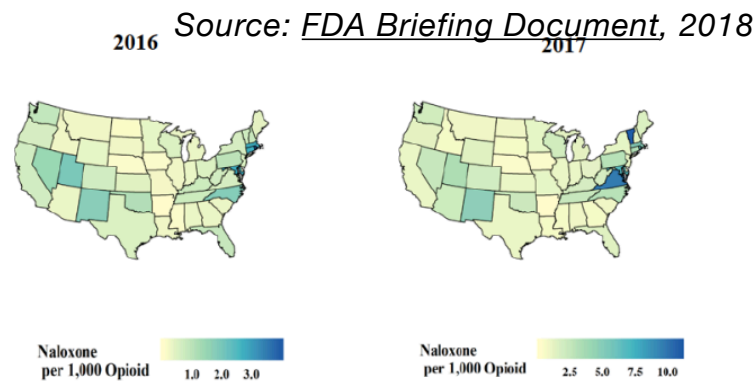 Source: FDA Briefing Document, 2018
2016
2017
Naloxone
per 1,000 Opioid
1.0 2.0 3.0
Naloxone
per 1,000 Opioid
2.5 5.0 7.5 10.0